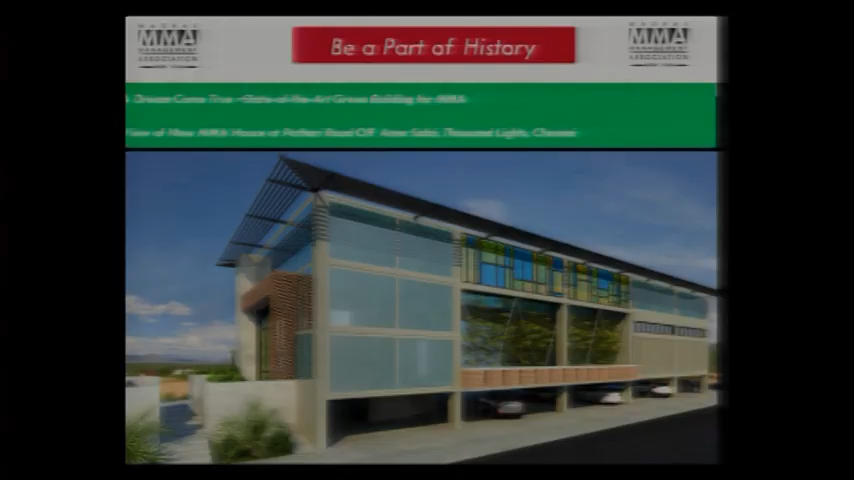 MADRAS
MMA
MANAGEMENT
ASSOCIATION
Be a Part of History
MADRAS
MMA
MANAGEMENT
ASSOCIATION
A Dream Come True -State-of-the-Art Green Building for MMA
View of New MMA House at Pathari Road Off Anna Salai, Thousand Lights, Chennai